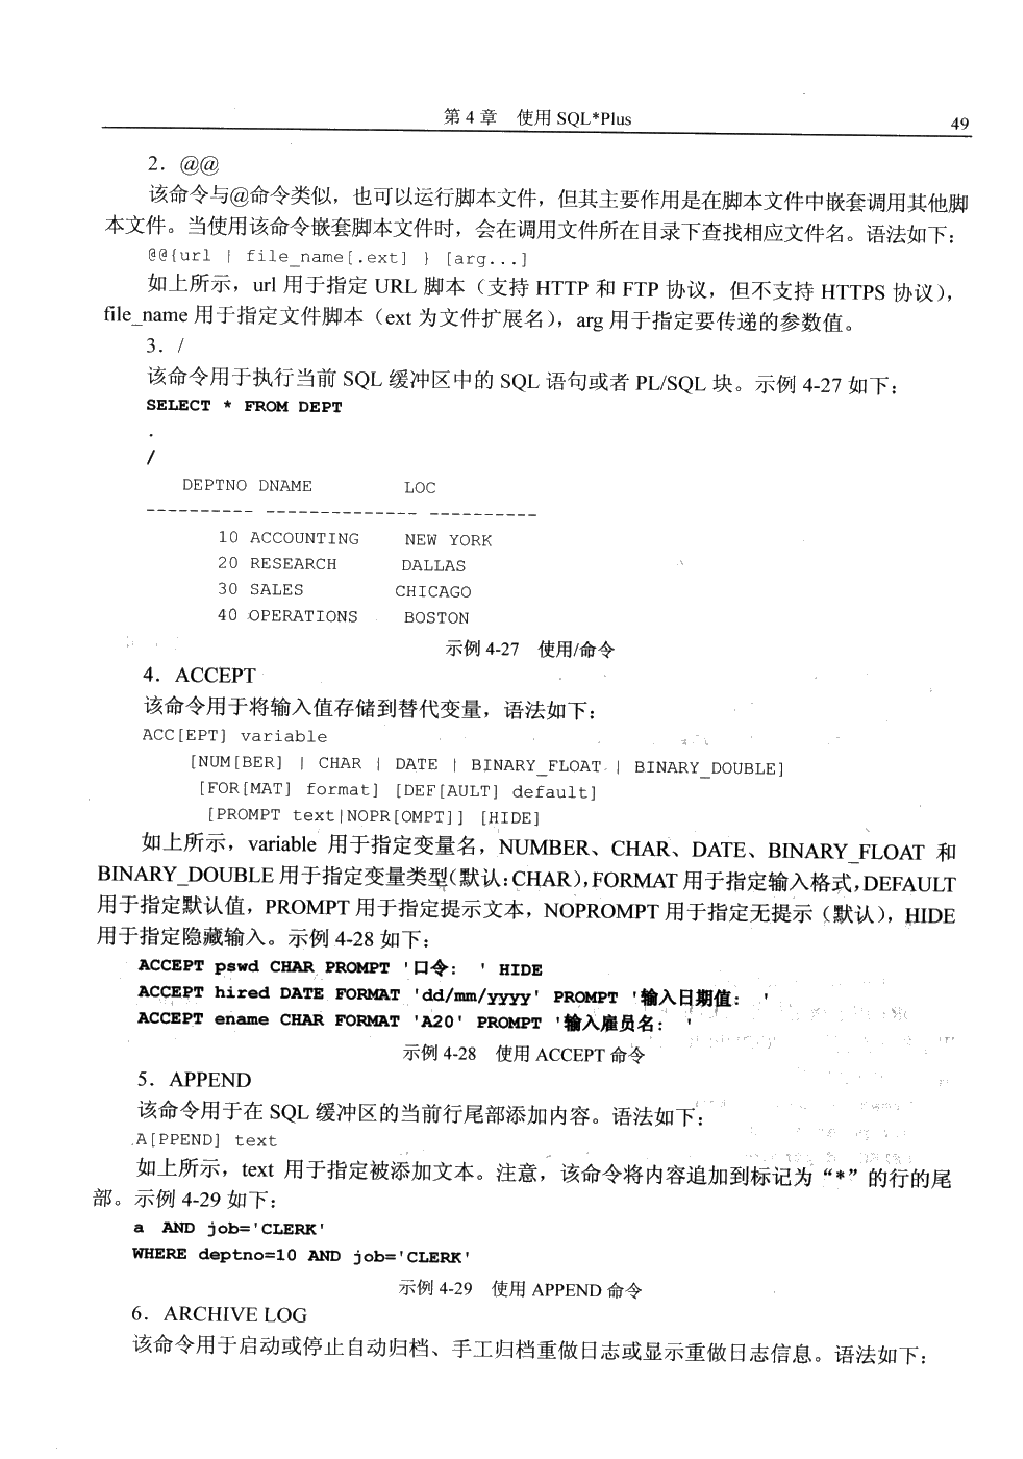 第 4 章　使用 SQL*Plus
49
2．@@
该命令与@命令类似，也可以运行脚本文件，但其主要作用是在脚本文件中嵌套调用其他脚
本文件。当使用该命令嵌套脚本文件时，会在调用文件所在目录下查找相应文件名。语法如下：
@@{url | file_name[.ext] } [arg...]
如上所示，url 用于指定 URL 脚本（支持 HTTP 和 FTP 协议，但不支持 HTTPS 协议），
file_name 用于指定文件脚本（ext 为文件扩展名），arg 用于指定要传递的参数值。
3．/
该命令用于执行当前 SQL 缓冲区中的 SQL 语句或者 PL/SQL 块。示例 4-27 如下：
SELECT * FROM DEPT
.
/
DEPTNO DNAME LOC
---------- -------------- ----------
10 ACCOUNTING NEW YORK
20 RESEARCH DALLAS
30 SALES CHICAGO
40 OPERATIONS BOSTON
示例 4-27　使用/命令
4．ACCEPT
该命令用于将输入值存储到替代变量，语法如下：
ACC[EPT] variable
[NUM[BER] | CHAR | DATE | BINARY_FLOAT | BINARY_DOUBLE]
[FOR[MAT] format] [DEF[AULT] default]
[PROMPT text|NOPR[OMPT]] [HIDE]
如上所示，variable 用于指定变量名，NUMBER、CHAR、DATE、BINARY_FLOAT 和
BINARY_DOUBLE 用于指定变量类型(默认:CHAR)，FORMAT 用于指定输入格式，DEFAULT
用于指定默认值，PROMPT 用于指定提示文本，NOPROMPT 用于指定无提示（默认），HIDE
用于指定隐藏输入。示例 4-28 如下：
ACCEPT pswd CHAR PROMPT '口令： ' HIDE
ACCEPT hired DATE FORMAT 'dd/mm/yyyy' PROMPT '输入日期值： '
ACCEPT ename CHAR FORMAT 'A20' PROMPT '输入雇员名： '
示例 4-28　使用 ACCEPT 命令
5．APPEND
该命令用于在 SQL 缓冲区的当前行尾部添加内容。语法如下：
A[PPEND] text
如上所示，text 用于指定被添加文本。注意，该命令将内容追加到标记为“*”的行的尾
部。示例 4-29 如下：
a AND job='CLERK'
WHERE deptno=10 AND job='CLERK'
示例 4-29　使用 APPEND 命令
6．ARCHIVE LOG
该命令用于启动或停止自动归档、手工归档重做日志或显示重做日志信息。语法如下：